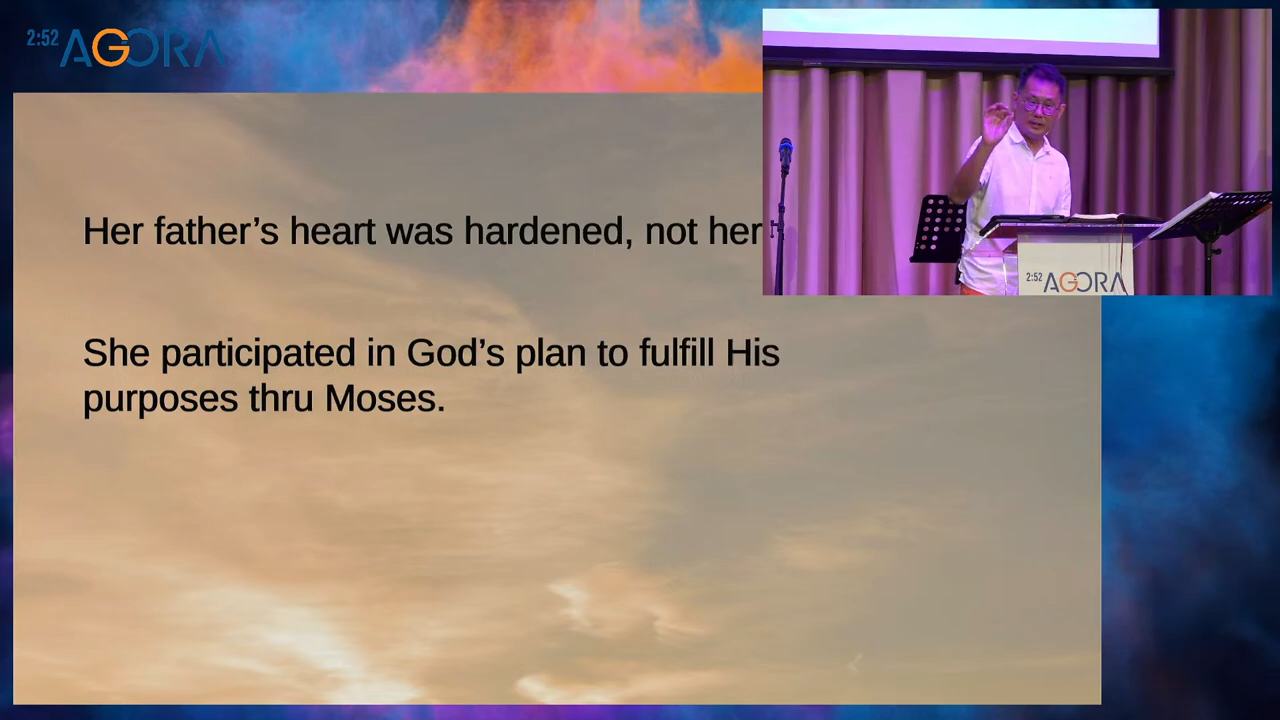 2:52 AGORA
Her father’s heart was hardened, not her
She participated in God’s plan to fulfill His
purposes thru Moses.
2:52 AGORA